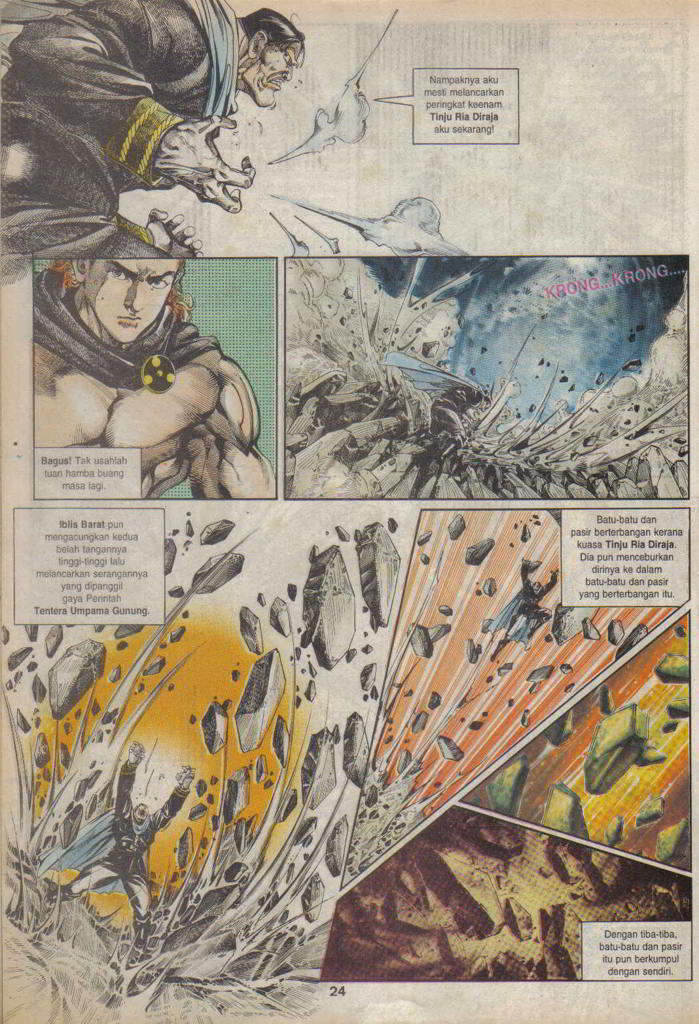 Nampaknya aku
mesti melancarkan
peringkat keenam
Tinju Ria Diraja
aku sekarang!
KRONG...KRONG.....
Bagus! Tak usahlah
tuan hamba buang
masa lagi.
Iblis Barat pun
mengacungkan kedua
belah tangannya
tinggi-tinggi lalu
melancarkan serangannya
yang dipanggil
gaya Perintah
Tentera Umpama Gunung.
Batu-batu dan
pasir berterbangan kerana
kuasa Tinju Ria Diraja.
Dia pun menceburkan
dirinya ke dalam
batu-batu dan pasir
yang berterbangan itu.
Dengan tiba-tiba,
batu-batu dan pasir
itu pun berkumpul
dengan sendiri.
24